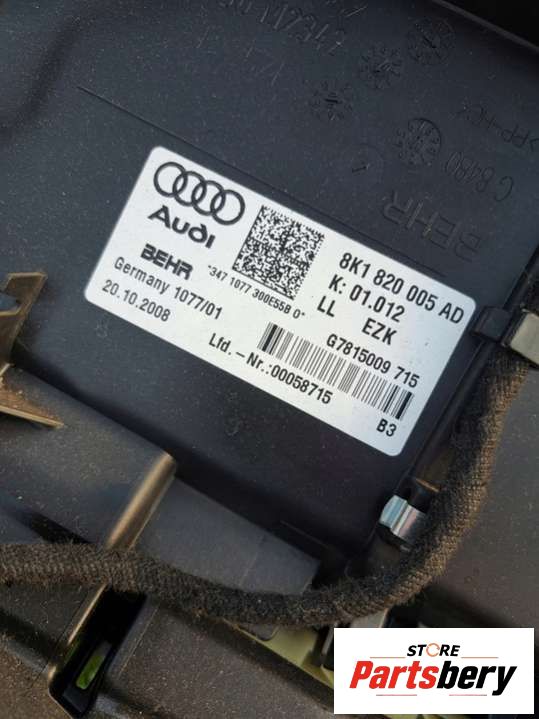 Audi
BEHR
Germany 1077/01
20.10.2008
*347 1077 300E55B 0*
8K1 820 005 AD
K: 01.012
LL EZK
G7815009 715
Lfd.-Nr.:00058715
B3
BEHR
STORE
Partsbery